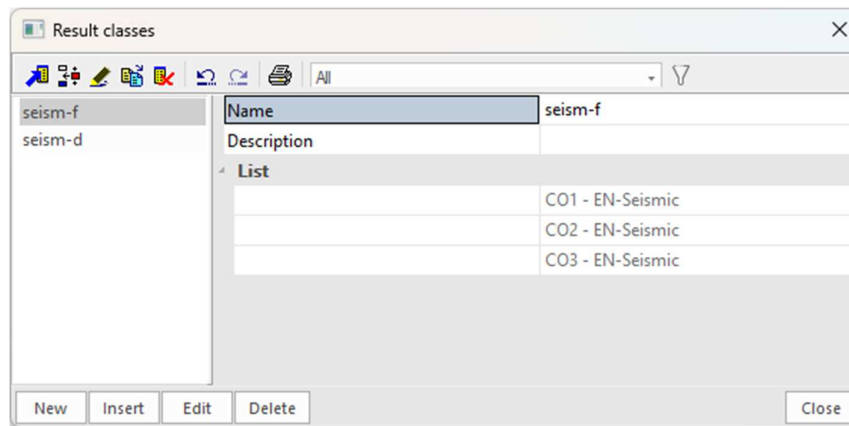 Result classes
All
seism-f
seism-d
Name seism-f
Description
List
CO1 - EN-Seismic
CO2 - EN-Seismic
CO3 - EN-Seismic
New Insert Edit Delete Close